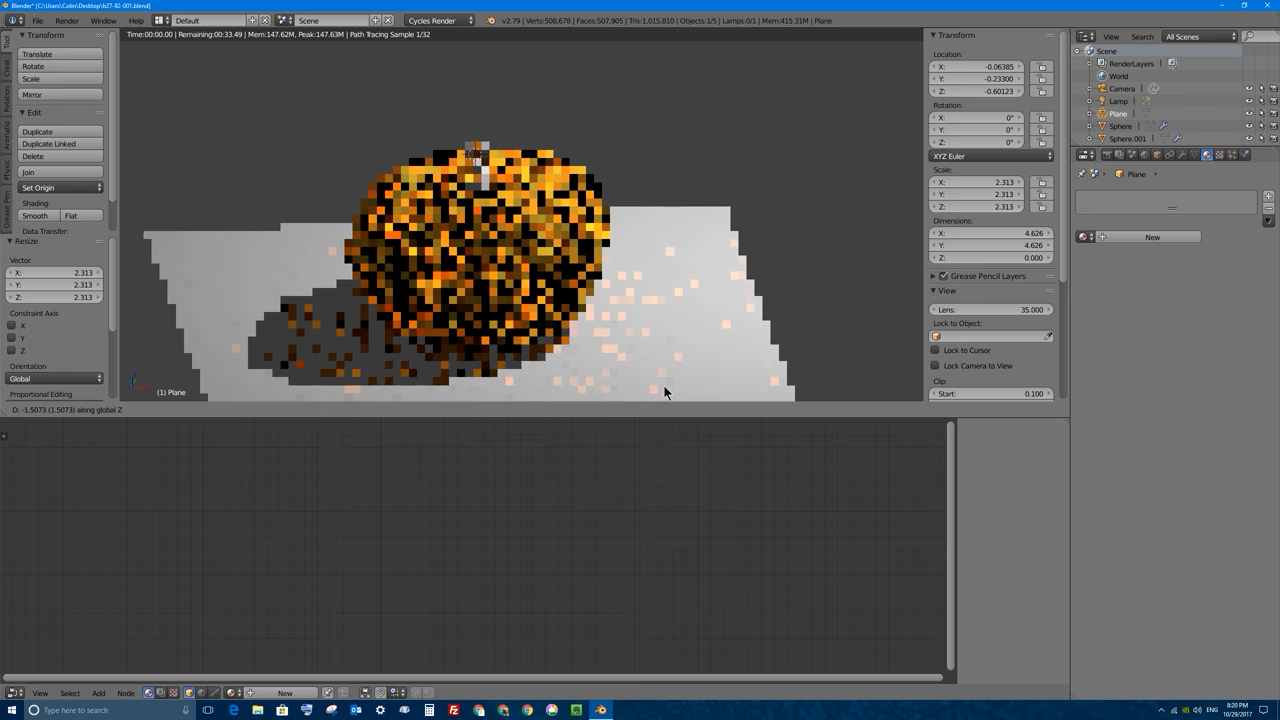 Blender* [C:\Users\Colin\Desktop\b27-82-001.blend]
File Render Window Help Default Scene Cycles Render v2.79 | Verts:508,678 | Faces:507,905 | Tris:1,015,810 | Objects:1/5 | Lamps:0/1 | Mem:415.31M | Plane
Time:00:00.00 | Remaining:00:33.49 | Mem:147.62M, Peak:147.63M | Path Tracing Sample 1/32
Transform
Translate
Rotate
Scale
Mirror
Edit
Duplicate
Duplicate Linked
Delete
Join
Set Origin
Shading:
Smooth Flat
Data Transfer:
Resize
Vector
X: 2.313
Y: 2.313
Z: 2.313
Constraint Axis
X
Y
Z
Orientation
Global
Proportional Editing
(1) Plane
D: -1.5073 (1.5073) along global Z
Transform
Location:
X: -0.06385
Y: -0.23300
Z: -0.60123
Rotation:
X: 0°
Y: 0°
Z: 0°
XYZ Euler
Scale:
X: 2.313
Y: 2.313
Z: 2.313
Dimensions:
X: 4.626
Y: 4.626
Z: 0.000
Grease Pencil Layers
View
Lens: 35.000
Lock to Object:
Lock to Cursor
Lock Camera to View
Clip:
Start: 0.100
View Search All Scenes
Scene
RenderLayers
World
Camera
Lamp
Plane
Sphere
Sphere.001
Plane
New
View Select Add Node New
Type here to search
ENG
8:20 PM
10/29/2017